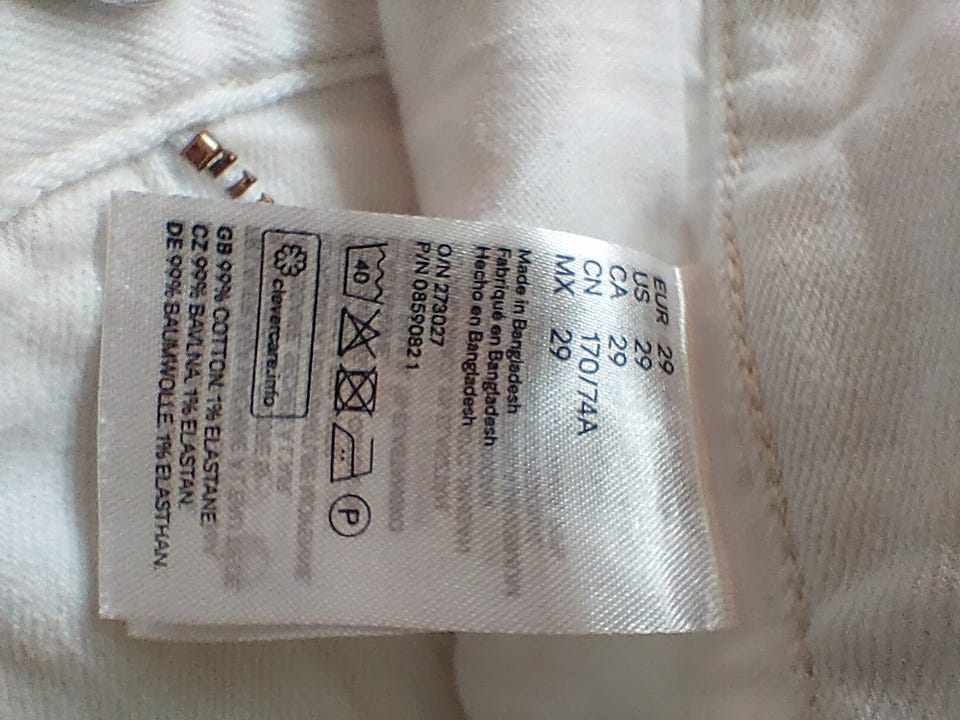 EUR 29
US 29
CA 29
CN 170/74A
MX 29
Made in Bangladesh
Fabriqué en Bangladesh
Hecho en Bangladesh
O/N 273027
P/N 0859082 1
40 P
clevercare.info
GB 99% COTTON 1% ELASTANE
CZ 99% BAVLNA 1% ELASTAN.
DE 99% BAUMWOLLE 1% ELASTHAN.